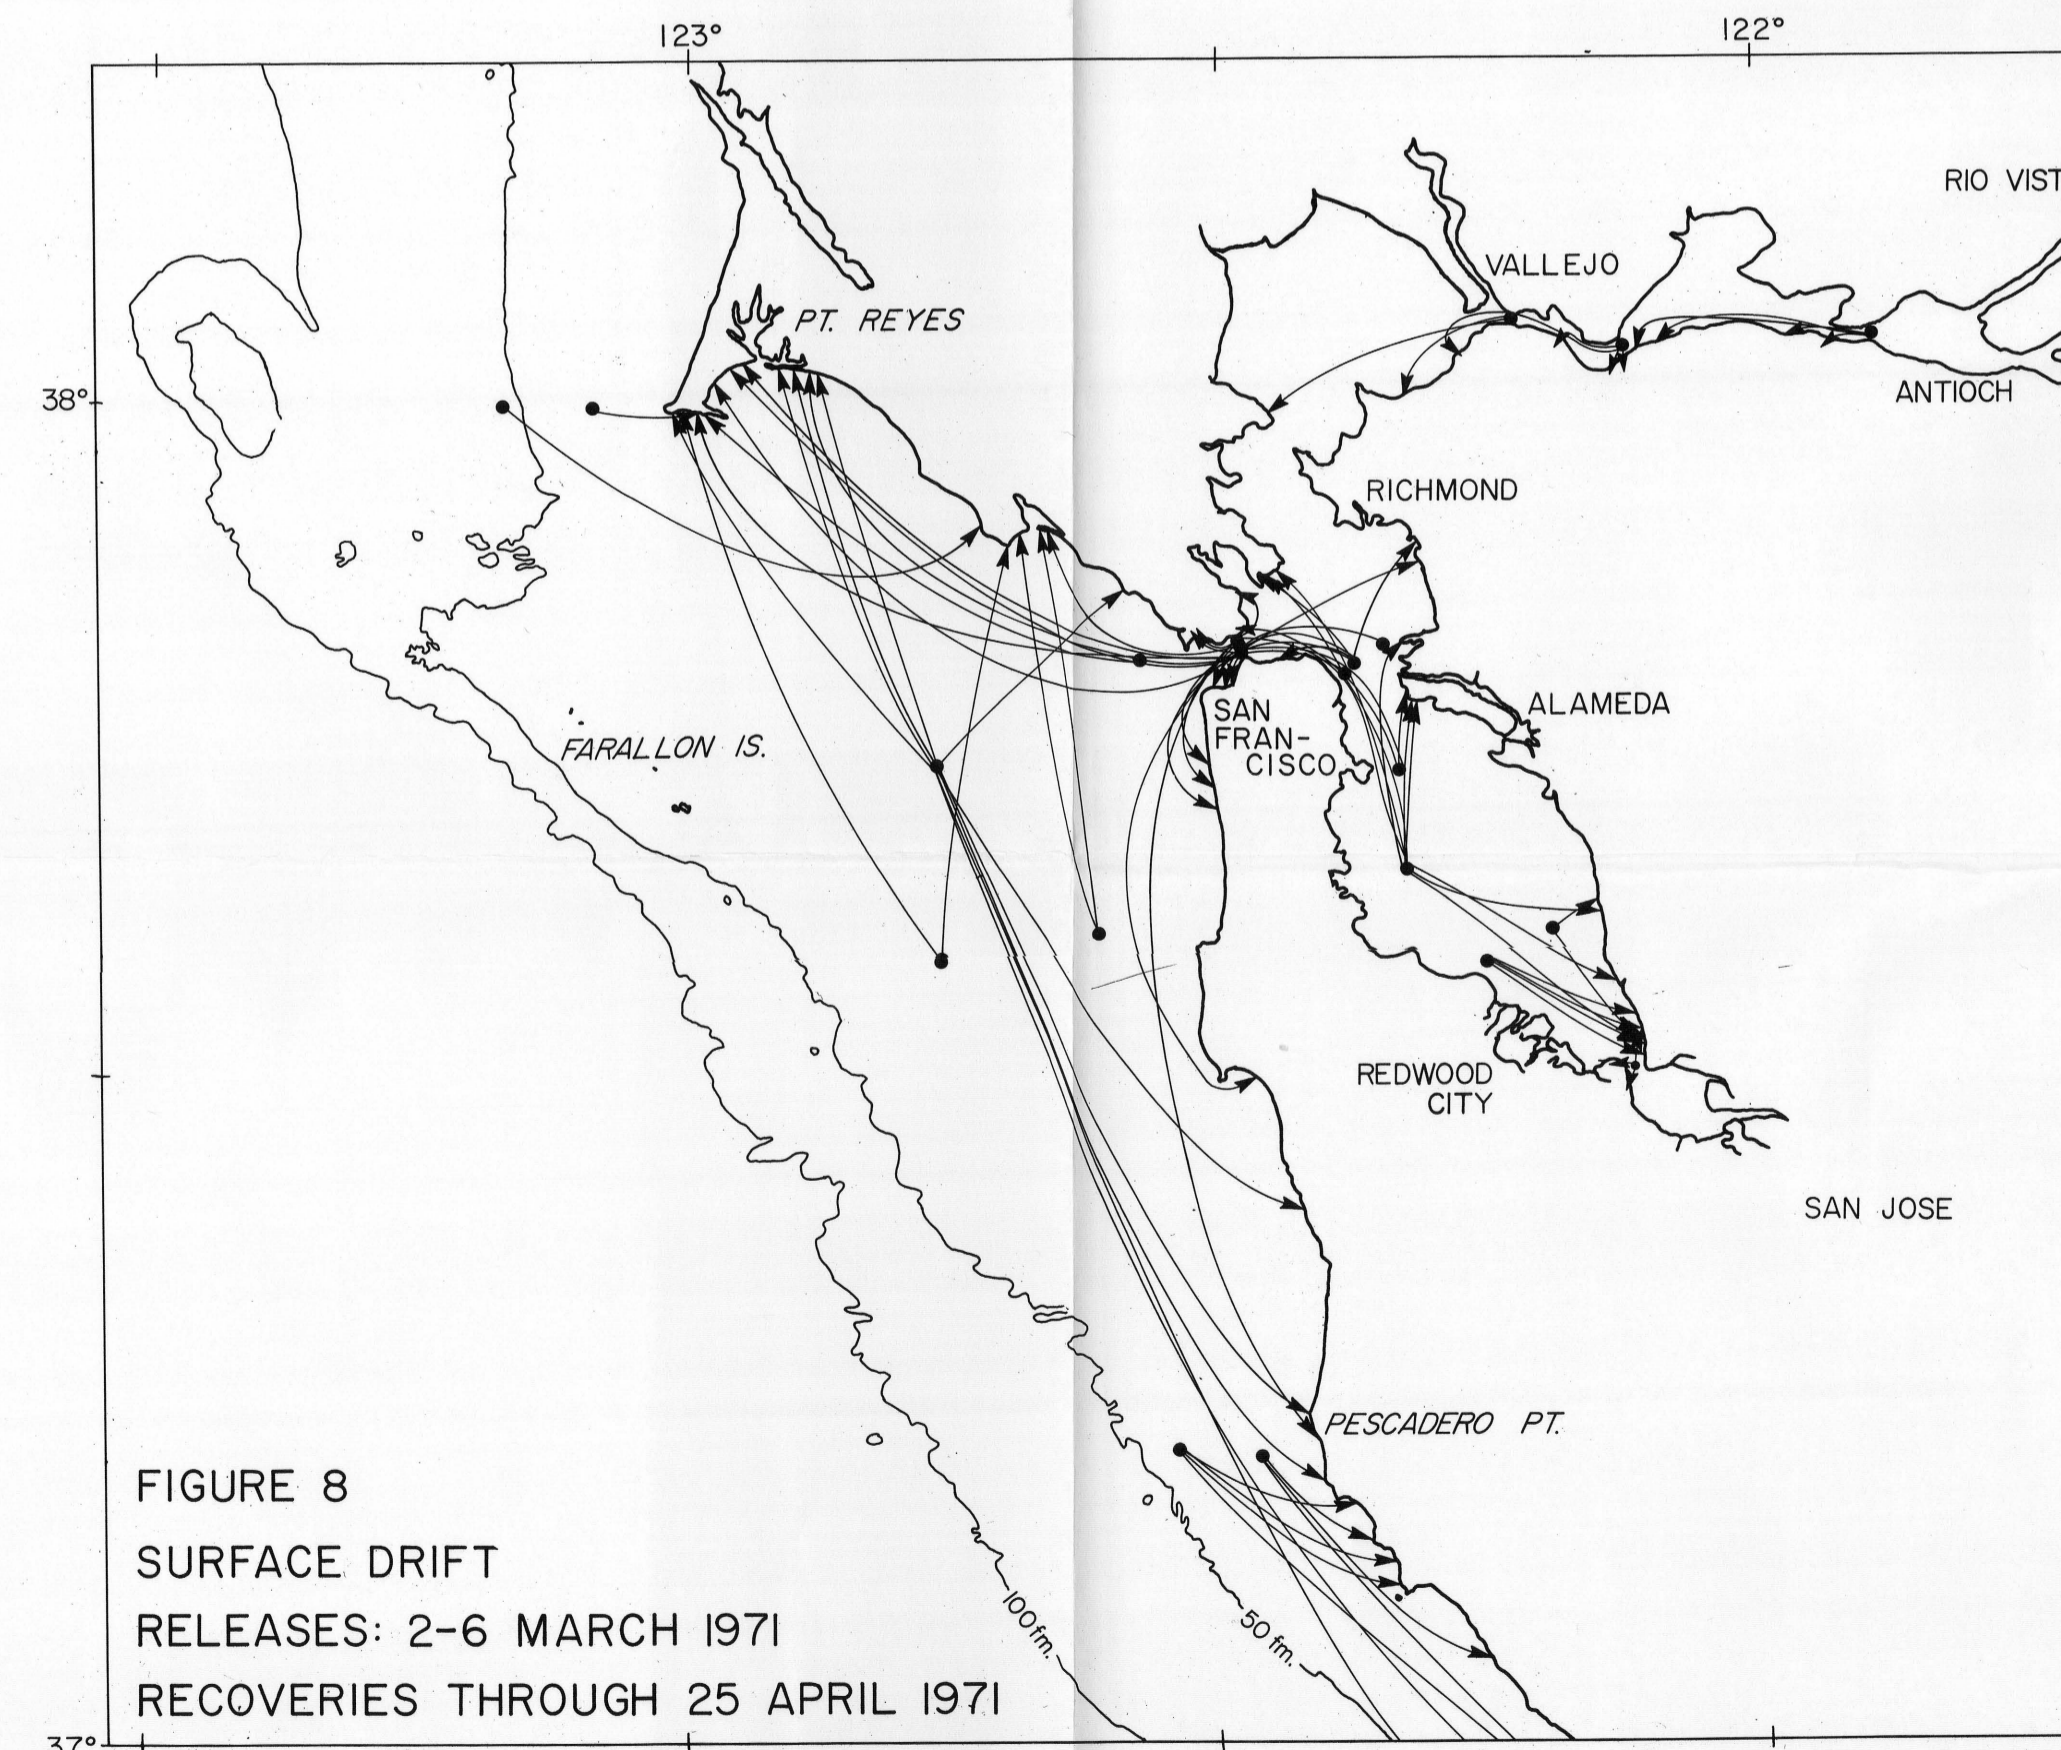 123°
122°
RIO VIST
VALLEJO
PT. REYES
38°
ANTIOCH
RICHMOND
SAN
FRAN-
CISCO
ALAMEDA
FARALLON IS.
REDWOOD
CITY
SAN JOSE
PESCADERO PT.
FIGURE 8
SURFACE DRIFT
RELEASES: 2-6 MARCH 1971
RECOVERIES THROUGH 25 APRIL 1971
100fm.
50 fm.
37°